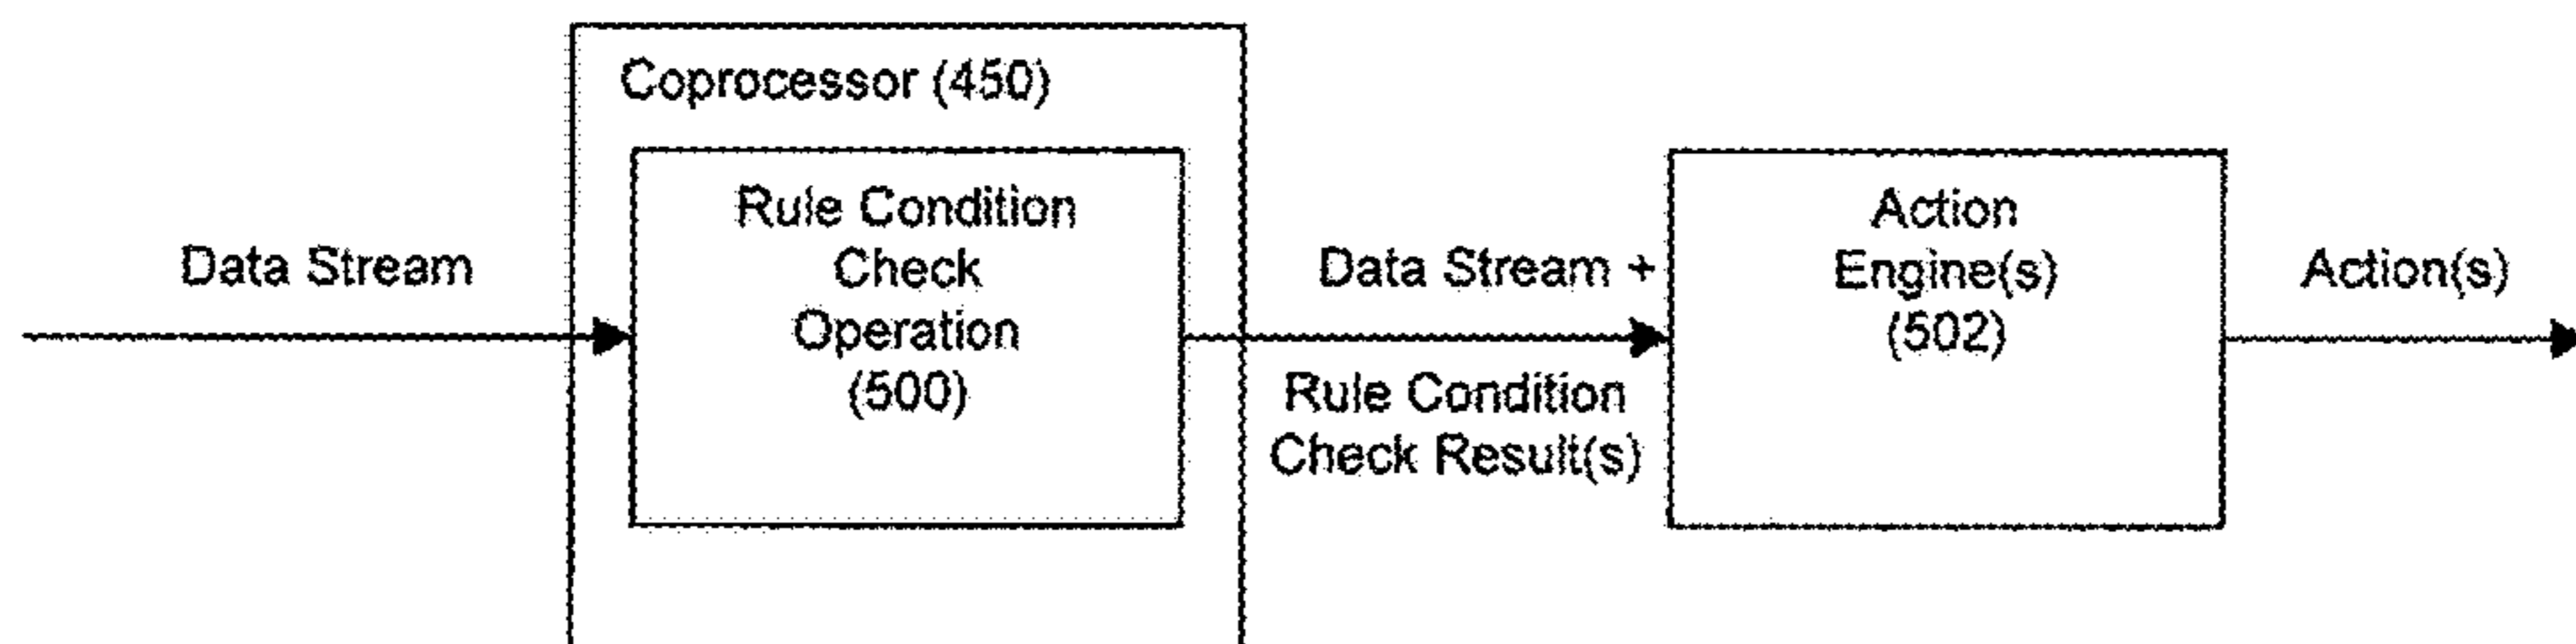 Coprocessor (450)
Data Stream
Rule Condition
Check
Operation
(500)
Data Stream +
Rule Condition
Check Result(s)
Action
Engine(s)
(502)
Action(s)